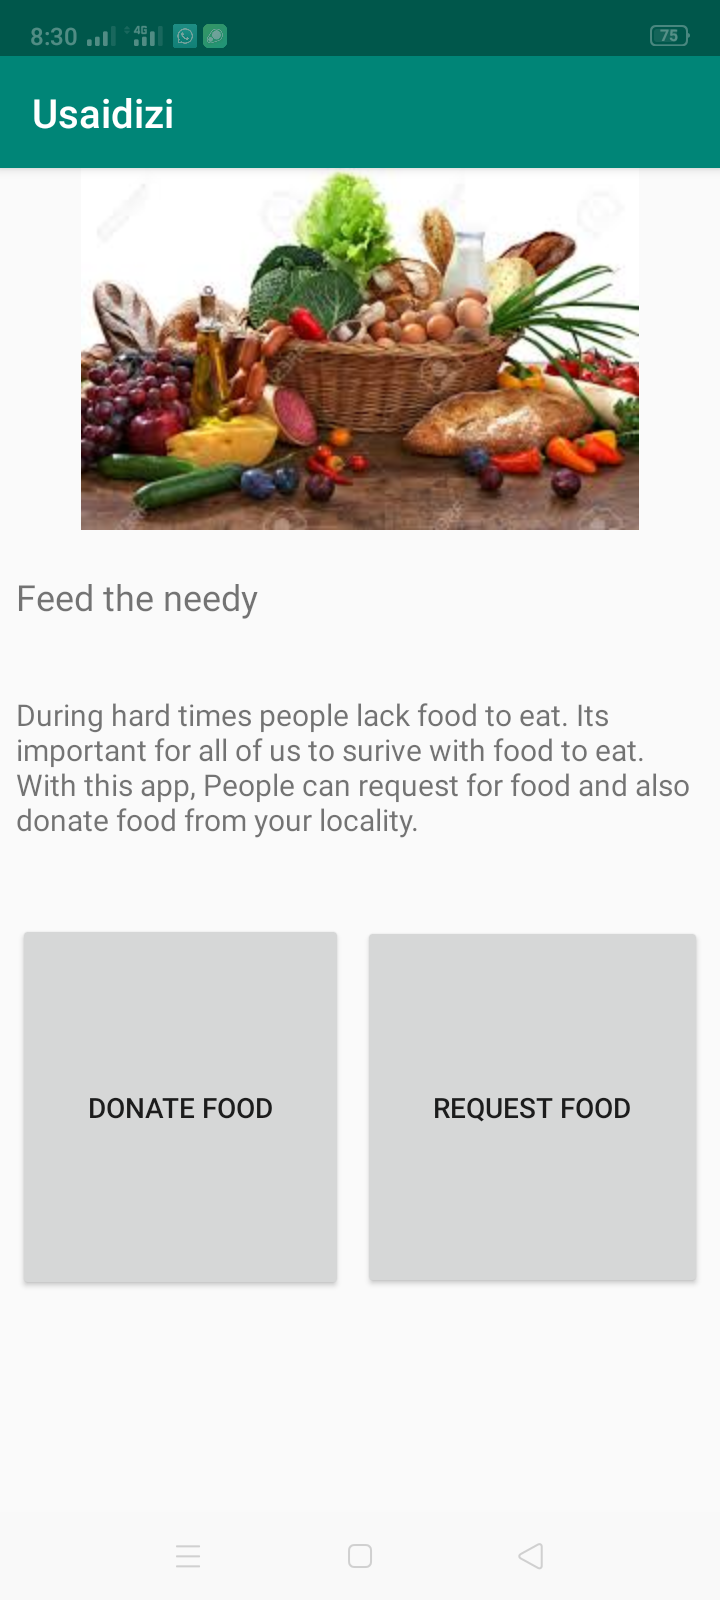 8:30 4G 75
Usaidizi
Feed the needy
During hard times people lack food to eat. Its
important for all of us to surive with food to eat.
With this app, People can request for food and also
donate food from your locality.
DONATE FOOD REQUEST FOOD